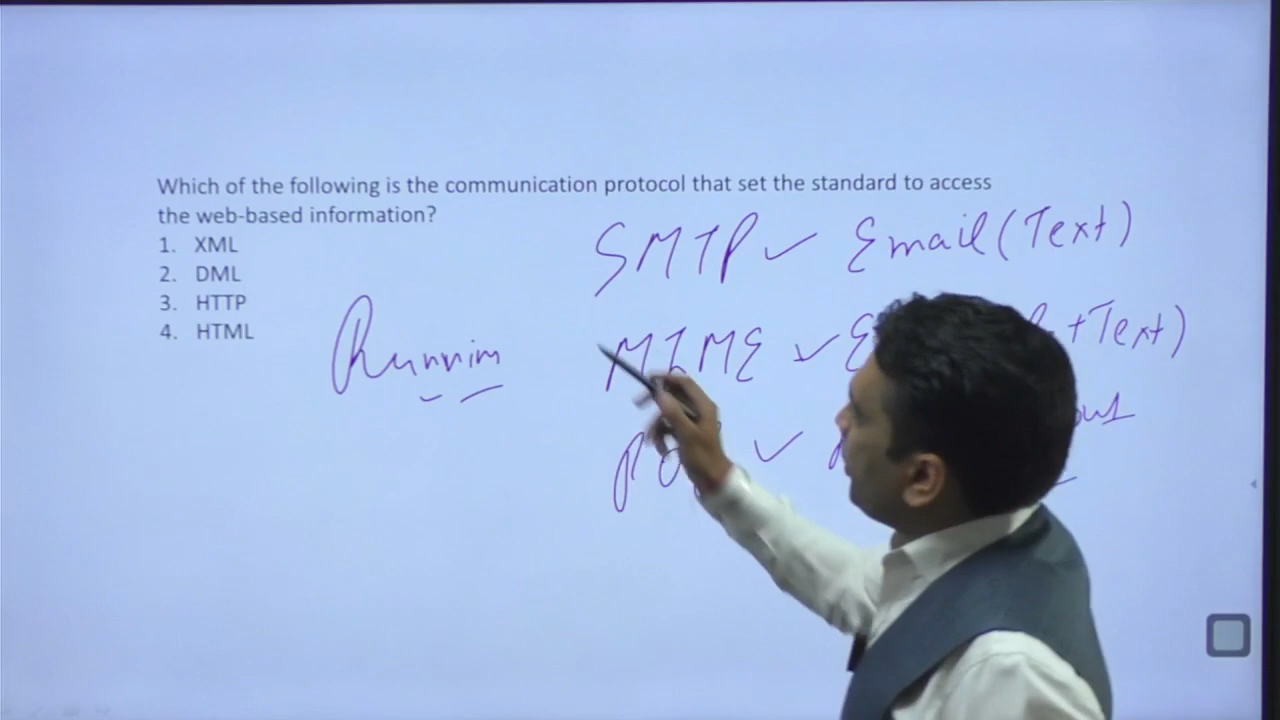 Which of the following is the communication protocol that set the standard to access
the web-based information?
1. XML
2. DML
3. HTTP
4. HTML
SMTP ✓ Email (Text)
MIME ✓ +Text)
✓